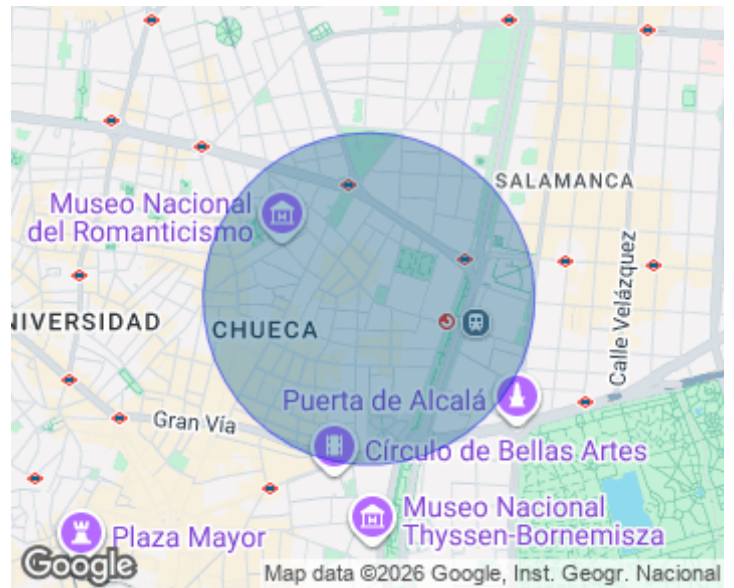 SALAMANCA
Museo Nacional
del Romanticismo
Calle Velázquez
IVERSIDAD
CHUECA
Puerta de Alcalá
Gran Vía
Círculo de Bellas Artes
Museo Nacional
Thyssen-Bornemisza
Plaza Mayor
Google
Map data ©2026 Google, Inst. Geogr. Nacional